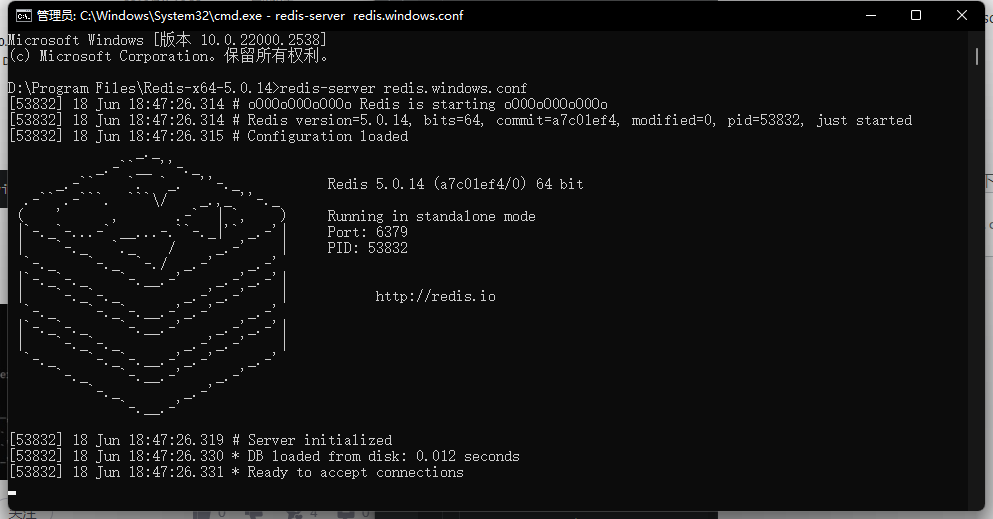 管理员: C:\Windows\System32\cmd.exe - redis-server  redis.windows.conf
Microsoft Windows [版本 10.0.22000.2538]
(c) Microsoft Corporation。保留所有权利。
D:\Program Files\Redis-x64-5.0.14>redis-server redis.windows.conf
[53832] 18 Jun 18:47:26.314 # oO0OoO0OoO0Oo Redis is starting oO0OoO0OoO0Oo
[53832] 18 Jun 18:47:26.314 # Redis version=5.0.14, bits=64, commit=a7c01ef4, modified=0, pid=53832, just started
[53832] 18 Jun 18:47:26.315 # Configuration loaded
Redis 5.0.14 (a7c01ef4/0) 64 bit
Running in standalone mode
Port: 6379
PID: 53832
http://redis.io
[53832] 18 Jun 18:47:26.319 # Server initialized
[53832] 18 Jun 18:47:26.330 * DB loaded from disk: 0.012 seconds
[53832] 18 Jun 18:47:26.331 * Ready to accept connections